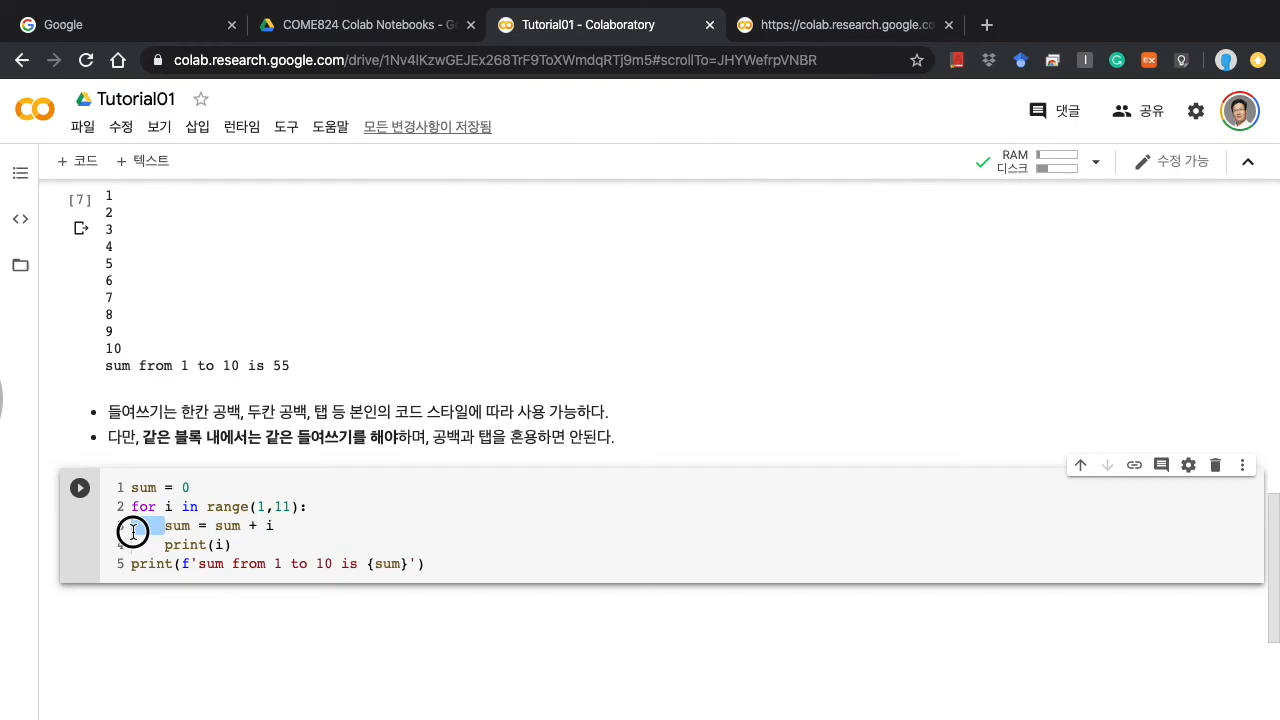 Google
COME824 Colab Notebooks - Go
Tutorial01 - Colaboratory
https://colab.research.google.co
colab.research.google.com/drive/1Nv4lKzwGEJEx268TrF9ToXWmdqRTj9m5#scrollTo=JHYWefrpVNBR
Tutorial01
댓글
공유
파일 수정 보기 삽입 런타임 도구 도움말 모든 변경사항이 저장됨
+ 코드 + 텍스트
RAM
디스크
수정 가능
[7]
1
2
3
4
5
6
7
8
9
10
sum from 1 to 10 is 55
• 들여쓰기는 한칸 공백, 두칸 공백, 탭 등 본인의 코드 스타일에 따라 사용 가능하다.
• 다만, 같은 블록 내에서는 같은 들여쓰기를 해야하며, 공백과 탭을 혼용하면 안된다.
1 sum = 0
2 for i in range(1,11):
3 sum = sum + i
4 print(i)
5 print(f'sum from 1 to 10 is {sum}')